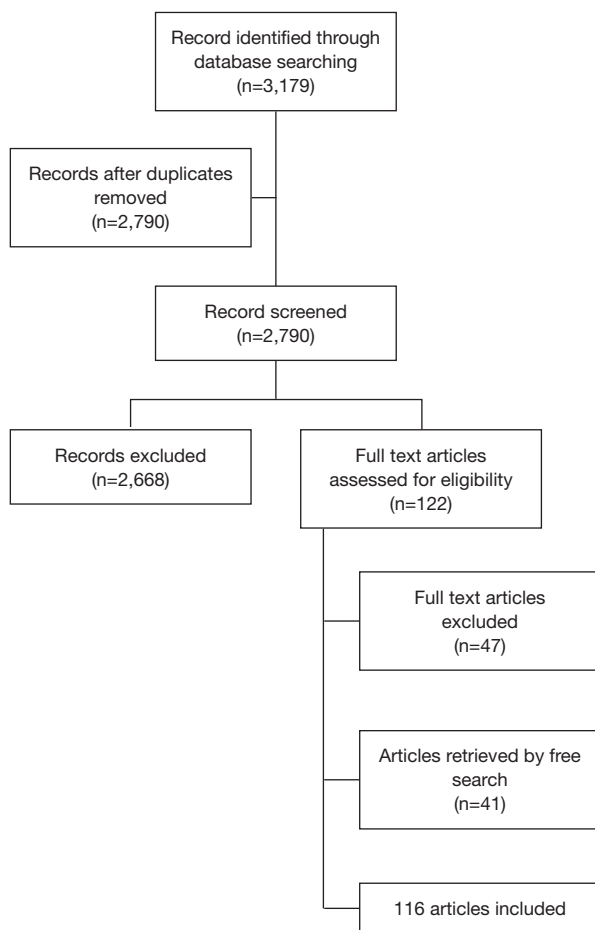 Record identified through
database searching
(n=3,179)
Records after duplicates
removed
(n=2,790)
Record screened
(n=2,790)
Records excluded
(n=2,668)
Full text articles
assessed for eligibility
(n=122)
Full text articles
excluded
(n=47)
Articles retrieved by free
search
(n=41)
116 articles included